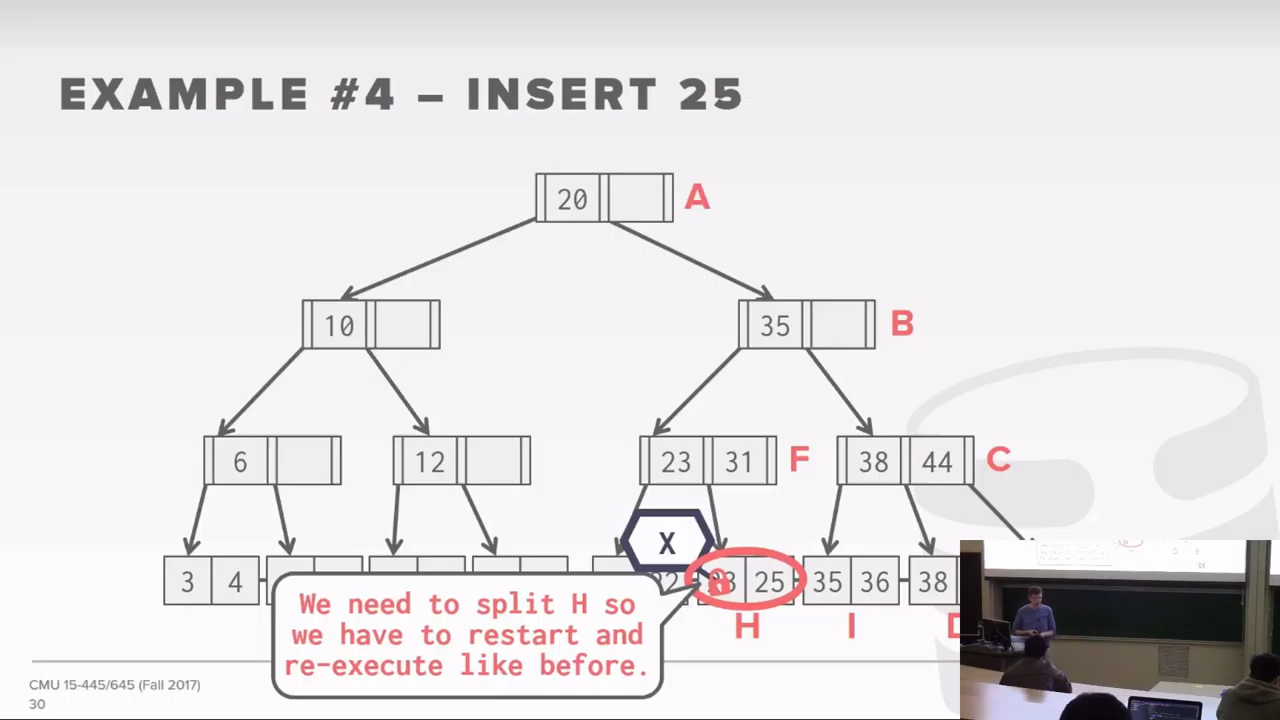 EXAMPLE #4 – INSERT 25
20 A
10 35 B
6 12 23 31 F 38 44 C
X
3 4 22 23 25 35 36 38
H I D
We need to split H so
we have to restart and
re-execute like before.
CMU 15-445/645 (Fall 2017)
30